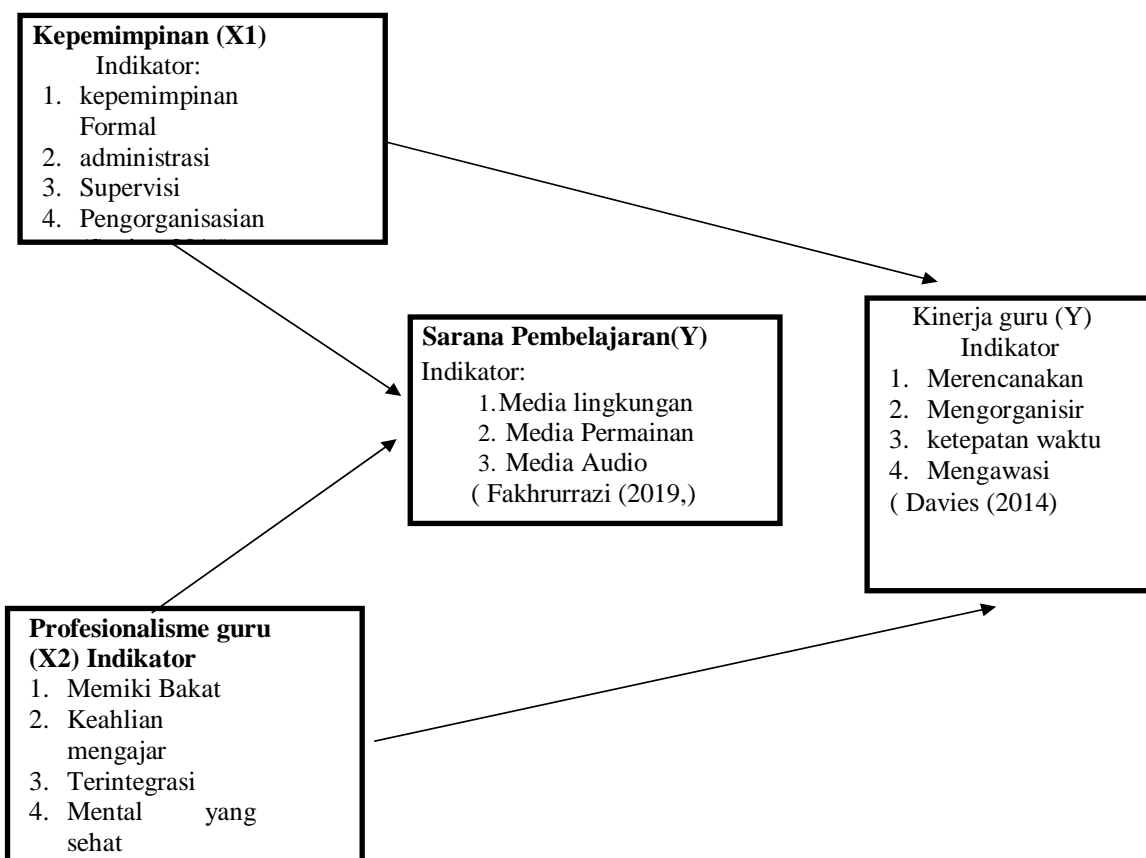 Kepemimpinan (X1)
Indikator:
1. kepemimpinan
Formal
2. administrasi
3. Supervisi
4. Pengorganisasian
Sarana Pembelajaran(Y)
Indikator:
1.Media lingkungan
2. Media Permainan
3. Media Audio
( Fakhrurrazi (2019,)
Kinerja guru (Y)
Indikator
1. Merencanakan
2. Mengorganisir
3. ketepatan waktu
4. Mengawasi
( Davies (2014)
Profesionalisme guru
(X2) Indikator
1. Memiki Bakat
2. Keahlian
mengajar
3. Terintegrasi
4. Mental yang
sehat